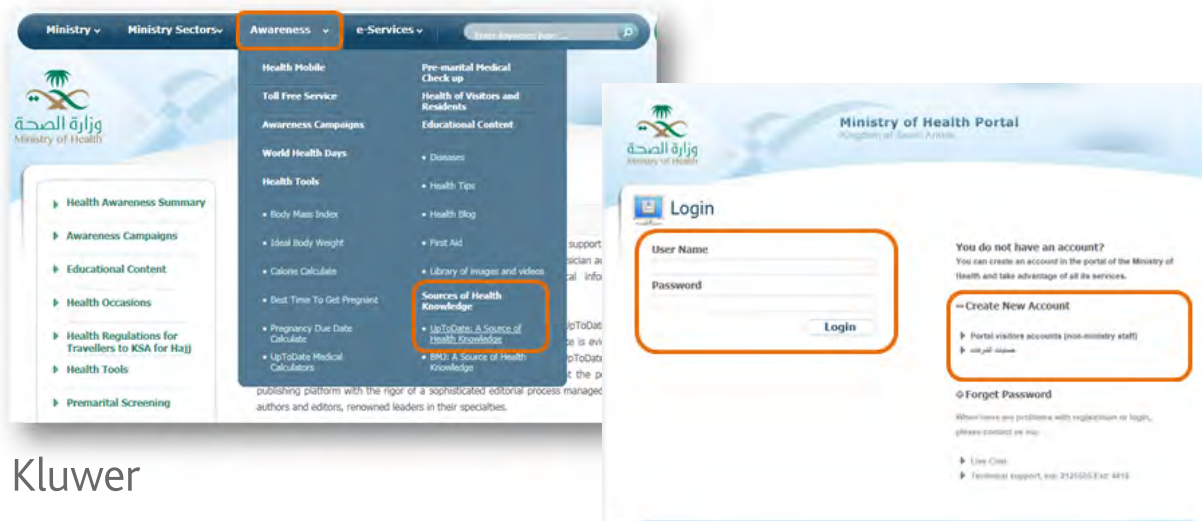 Ministry
Ministry Sectors
Awareness
e-Services
وزارة الصحة
Ministry of Health
Health Mobile
Toll Free Service
Awareness Campaigns
World Health Days
Health Tools
• Body Mass Index
• Ideal Body Weight
• Calorie Calculate
• Best Time To Get Pregnant
• Pregnancy Due Date
Calculate
• UpToDate Medical
Calculators
Pre-marital Medical
Check up
Health of Visitors and
Residents
Educational Content
• Diseases
• Health Tips
• Health Blog
• First Aid
• Library of images and videos
Sources of Health
Knowledge
• UpToDate: A Source of
Health Knowledge
• BMJ: A Source of Health
Knowledge
Health Awareness Summary
Awareness Campaigns
Educational Content
Health Occasions
Health Regulations for
Travellers to KSA for Hajj
Health Tools
Premarital Screening
support
publishing platform with the rigor of a sophisticated editorial process managed
authors and editors, renowned leaders in their specialties.
Kluwer
وزارة الصحة
Ministry of Health
Ministry of Health Portal
Kingdom of Saudi Arabia
Login
User Name
Password
Login
You do not have an account?
You can create an account in the portal of the Ministry of
Health and take advantage of all its services.
Create New Account
Portal visitors accounts (non-ministry staff)
Forget Password
When there are problems with registration or login,
please contact us via:
Live Chat